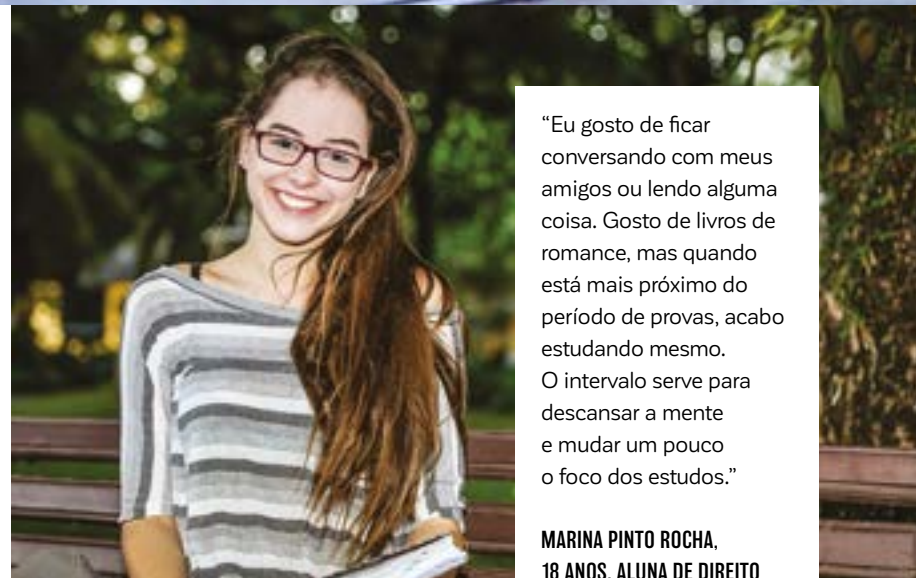 “Eu gosto de ficar
conversando com meus
amigos ou lendo alguma
coisa. Gosto de livros de
romance, mas quando
está mais próximo do
período de provas, acabo
estudando mesmo.
O intervalo serve para
descansar a mente
e mudar um pouco
o foco dos estudos.”
MARINA PINTO ROCHA,
18 ANOS, ALUNA DE DIREITO